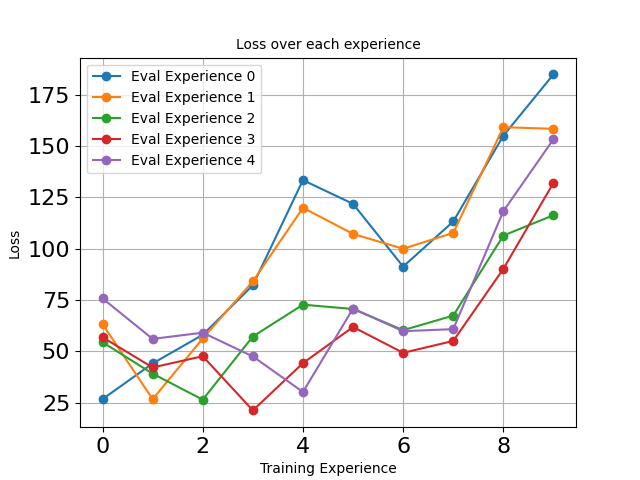 Loss over each experience
Eval Experience 0
Eval Experience 1
Eval Experience 2
Eval Experience 3
Eval Experience 4
175
150
125
100
75
50
25
Loss
0 2 4 6 8
Training Experience